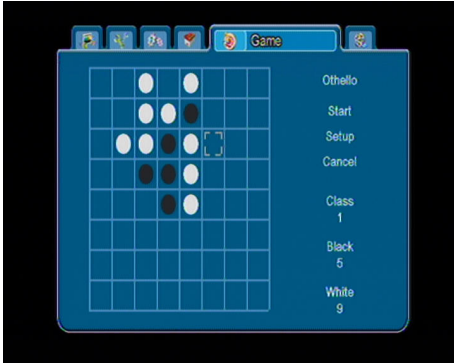 Game
Othello
Start
Setup
Cancel
Class
1
Black
5
White
9